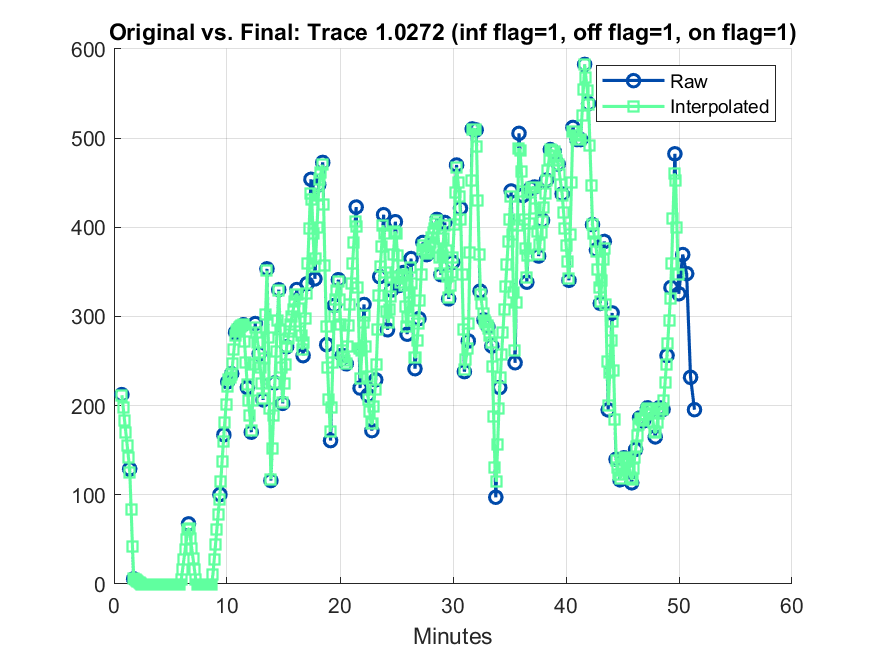 Original vs. Final: Trace 1.0272 (inf flag=1, off flag=1, on flag=1)
600
500
400
300
200
100
0
Raw
Interpolated
0 10 20 30 40 50 60
Minutes